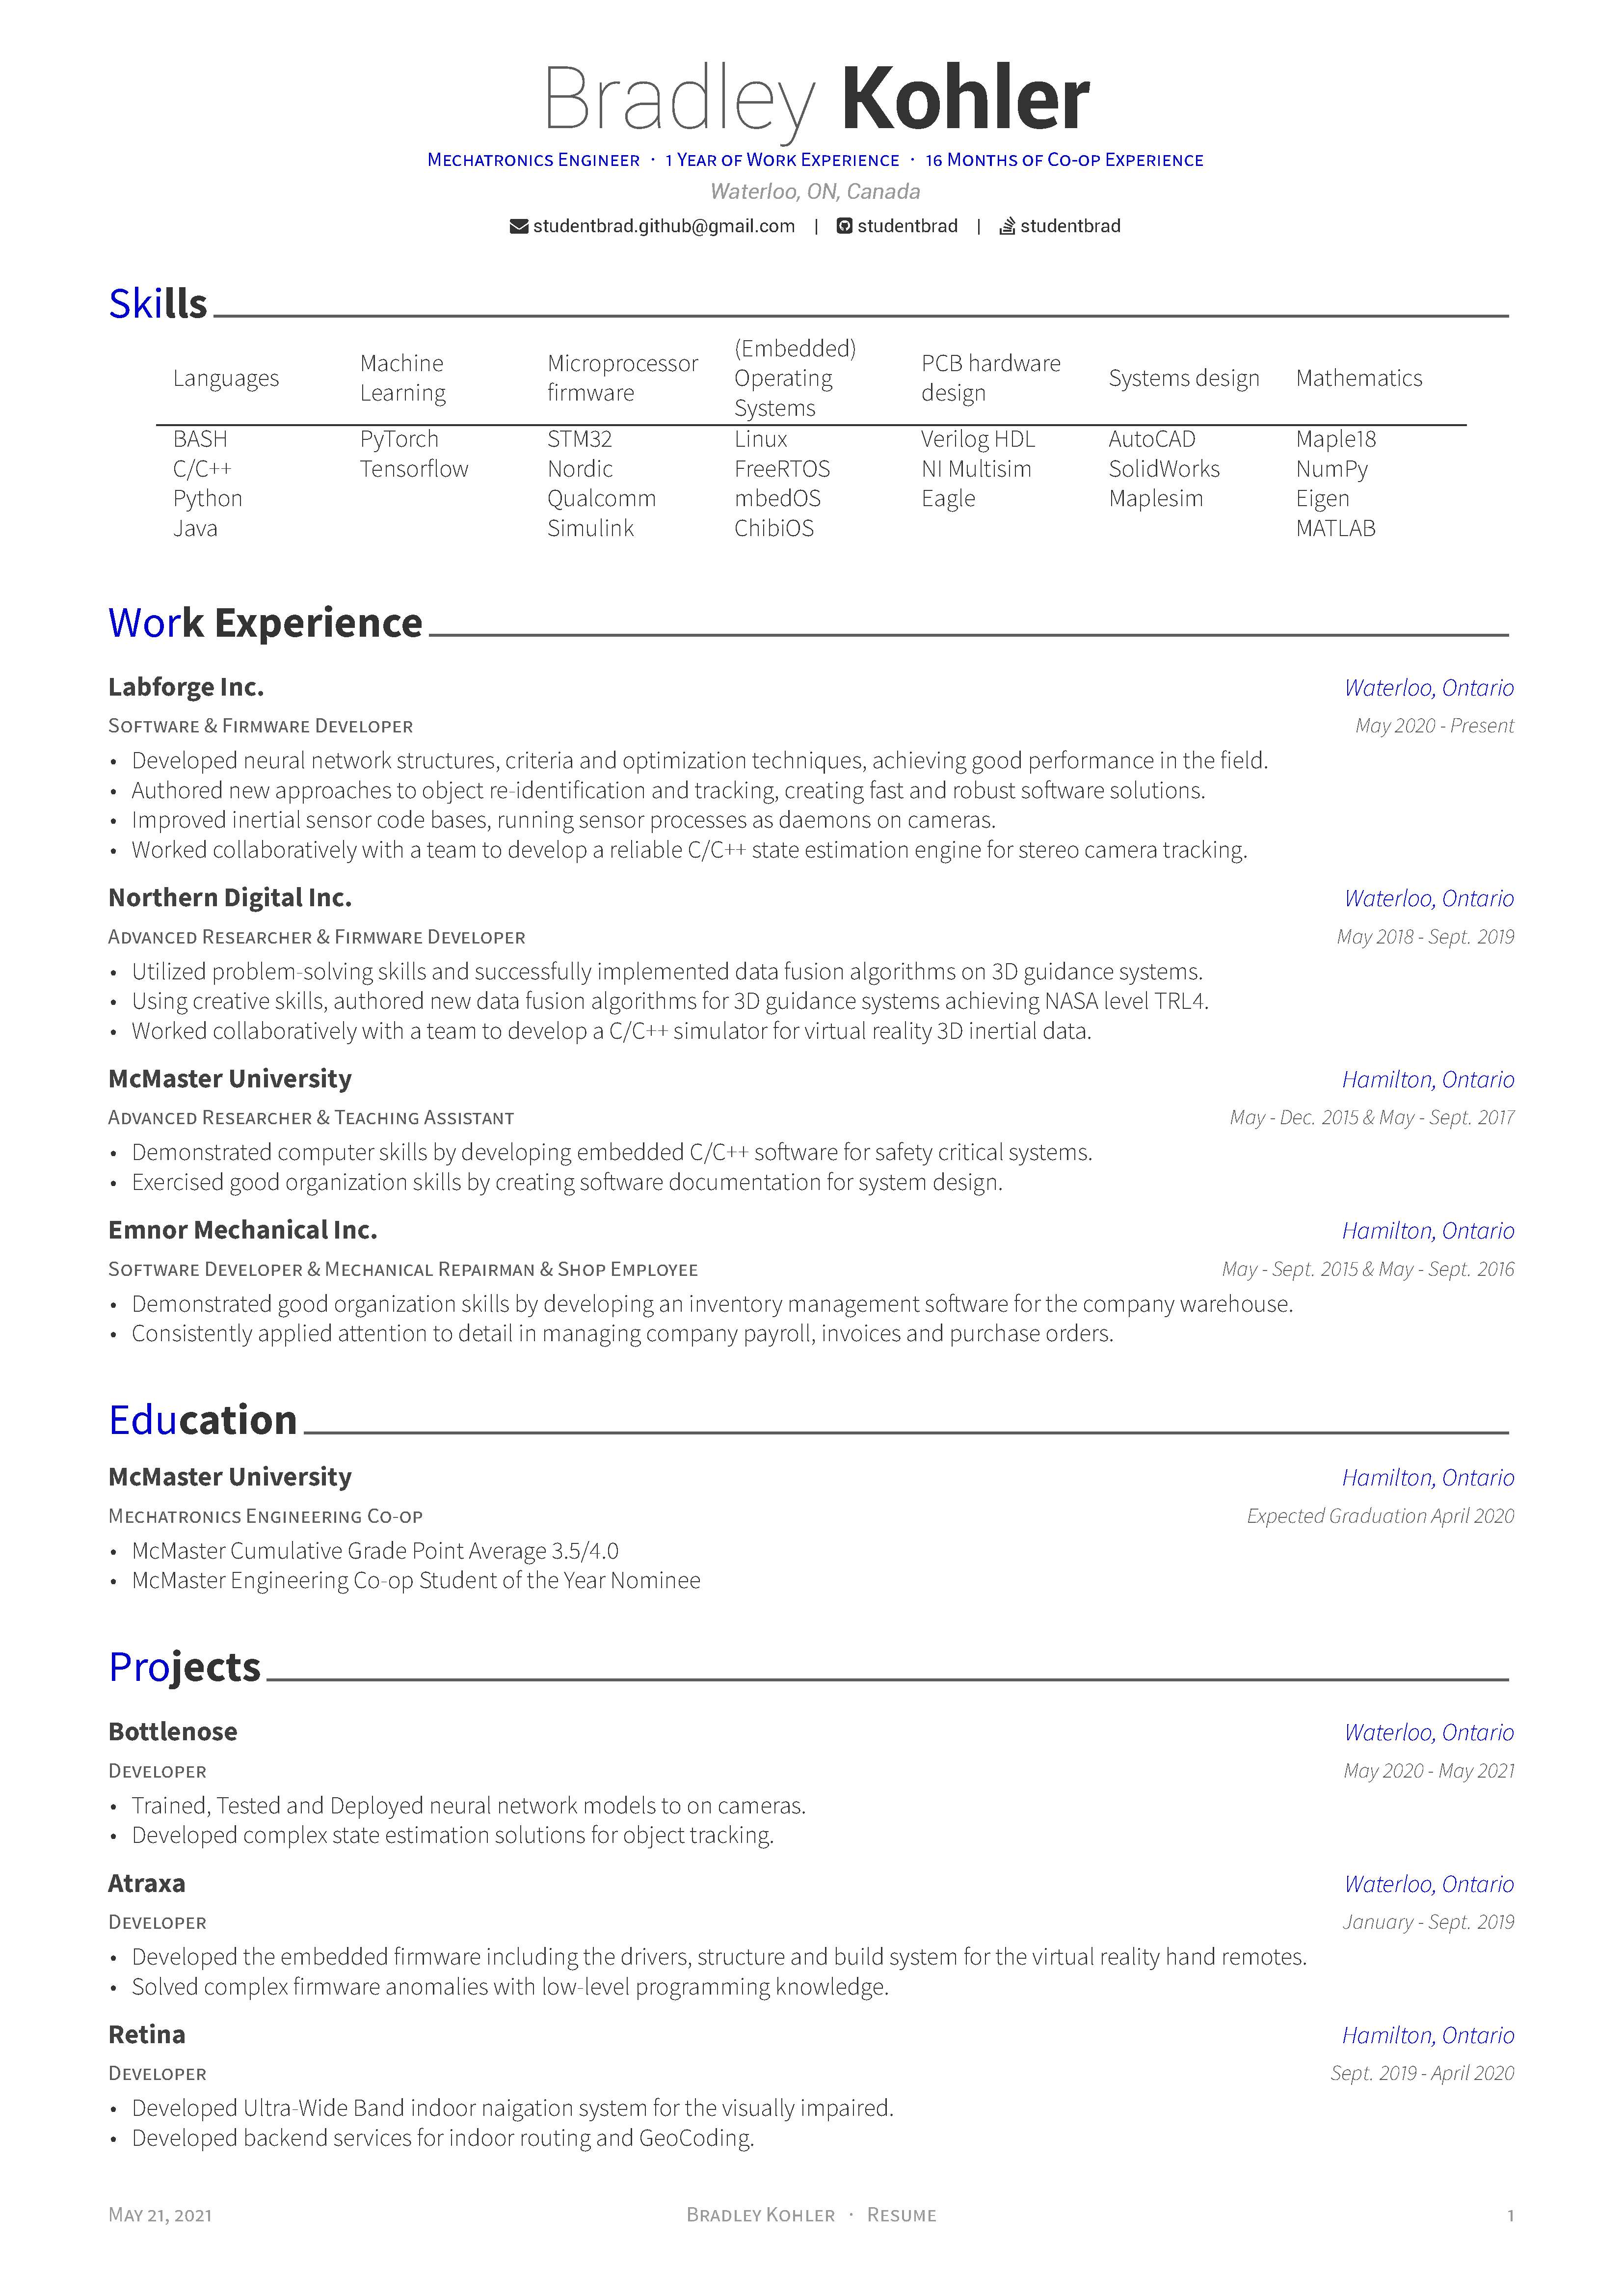 Bradley Kohler
Mechatronics Engineer · 1 Year of Work Experience · 16 Months of Co-op Experience
Waterloo, ON, Canada
studentbrad.github@gmail.com | studentbrad | studentbrad
Skills
Languages Machine Learning Microprocessor firmware (Embedded) Operating Systems PCB hardware design Systems design Mathematics
BASH PyTorch STM32 Linux Verilog HDL AutoCAD Maple18
C/C++ Tensorflow Nordic FreeRTOS NI Multisim SolidWorks NumPy
Python Qualcomm mbedOS Eagle Maplesim Eigen
Java Simulink ChibiOS MATLAB
Work Experience
Labforge Inc. Waterloo, Ontario
Software & Firmware Developer May 2020 - Present
• Developed neural network structures, criteria and optimization techniques, achieving good performance in the field.
• Authored new approaches to object re-identification and tracking, creating fast and robust software solutions.
• Improved inertial sensor code bases, running sensor processes as daemons on cameras.
• Worked collaboratively with a team to develop a reliable C/C++ state estimation engine for stereo camera tracking.
Northern Digital Inc. Waterloo, Ontario
Advanced Researcher & Firmware Developer May 2018 - Sept. 2019
• Utilized problem-solving skills and successfully implemented data fusion algorithms on 3D guidance systems.
• Using creative skills, authored new data fusion algorithms for 3D guidance systems achieving NASA level TRL4.
• Worked collaboratively with a team to develop a C/C++ simulator for virtual reality 3D inertial data.
McMaster University Hamilton, Ontario
Advanced Researcher & Teaching Assistant May - Dec. 2015 & May - Sept. 2017
• Demonstrated computer skills by developing embedded C/C++ software for safety critical systems.
• Exercised good organization skills by creating software documentation for system design.
Emnor Mechanical Inc. Hamilton, Ontario
Software Developer & Mechanical Repairman & Shop Employee May - Sept. 2015 & May - Sept. 2016
• Demonstrated good organization skills by developing an inventory management software for the company warehouse.
• Consistently applied attention to detail in managing company payroll, invoices and purchase orders.
Education
McMaster University Hamilton, Ontario
Mechatronics Engineering Co-op Expected Graduation April 2020
• McMaster Cumulative Grade Point Average 3.5/4.0
• McMaster Engineering Co-op Student of the Year Nominee
Projects
Bottlenose Waterloo, Ontario
Developer May 2020 - May 2021
• Trained, Tested and Deployed neural network models to on cameras.
• Developed complex state estimation solutions for object tracking.
Atraxa Waterloo, Ontario
Developer January - Sept. 2019
• Developed the embedded firmware including the drivers, structure and build system for the virtual reality hand remotes.
• Solved complex firmware anomalies with low-level programming knowledge.
Retina Hamilton, Ontario
Developer Sept. 2019 - April 2020
• Developed Ultra-Wide Band indoor naigation system for the visually impaired.
• Developed backend services for indoor routing and GeoCoding.
May 21, 2021 Bradley Kohler · Resume 1